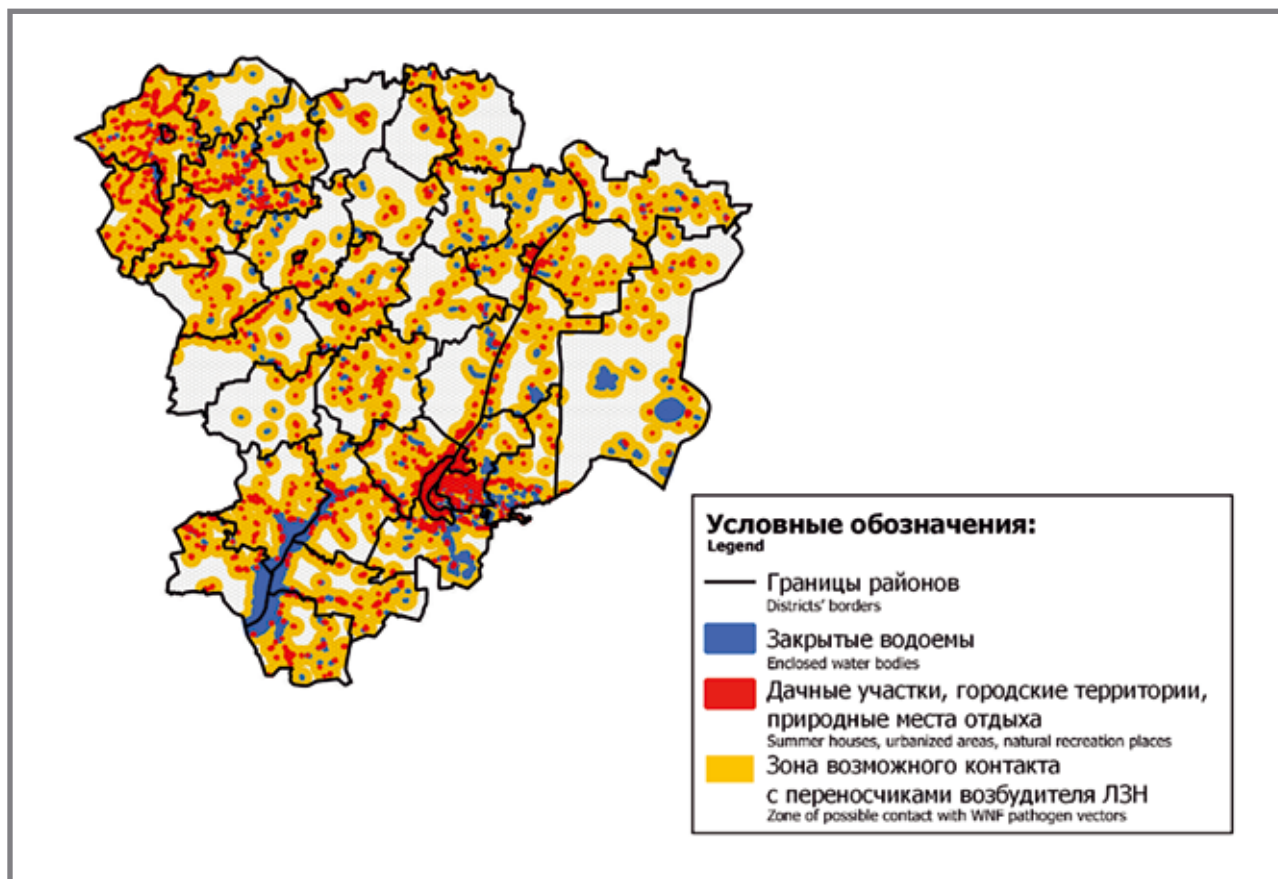 Условные обозначения:
Legend
Границы районов
Districts' borders
Закрытые водоемы
Enclosed water bodies
Дачные участки, городские территории,
природные места отдыха
Summer houses, urbanized areas, natural recreation places
Зона возможного контакта
с переносчиками возбудителя ЛЗН
Zone of possible contact with WNF pathogen vectors